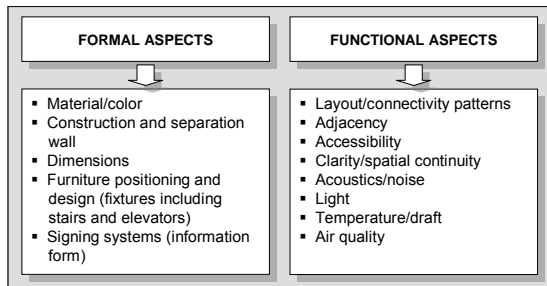 FORMAL ASPECTS
▪ Material/color
▪ Construction and separation
wall
▪ Dimensions
▪ Furniture positioning and
design (fixtures including
stairs and elevators)
▪ Signing systems (information
form)
FUNCTIONAL ASPECTS
▪ Layout/connectivity patterns
▪ Adjacency
▪ Accessibility
▪ Clarity/spatial continuity
▪ Acoustics/noise
▪ Light
▪ Temperature/draft
▪ Air quality